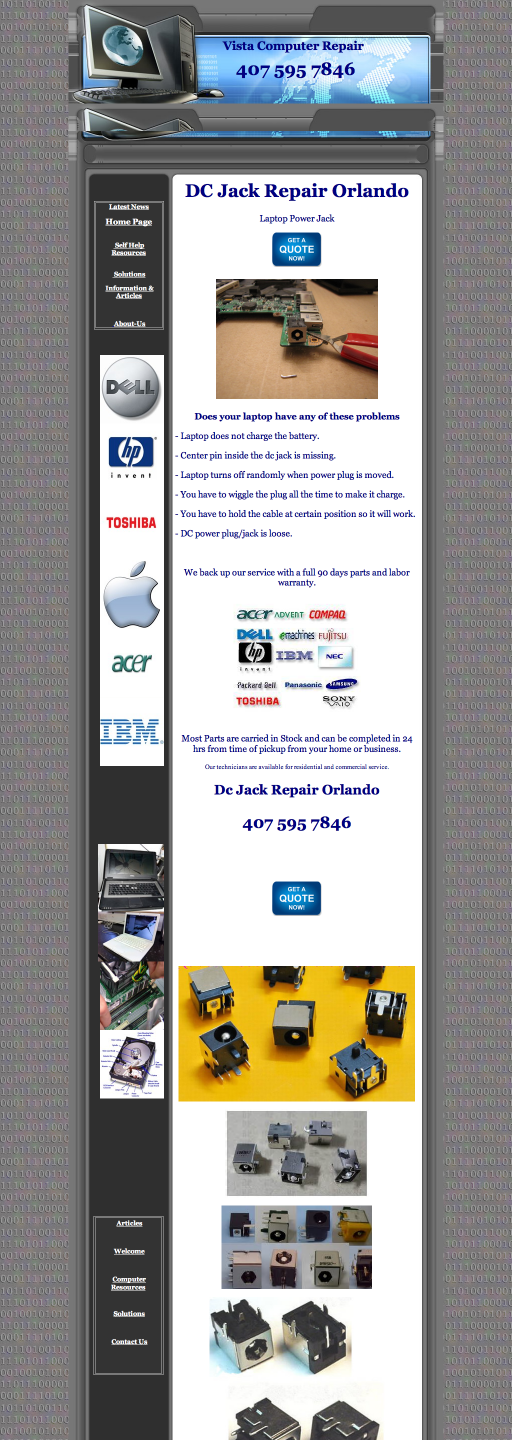 Vista Computer Repair
407 595 7846
Latest News
Home Page
Self Help
Resources
Solutions
Information &
Articles
About-Us
DELL
hp
invent
TOSHIBA
acer
IBM
DC Jack Repair Orlando
Laptop Power Jack
GET A
QUOTE
NOW!
Does your laptop have any of these problems
- Laptop does not charge the battery.
- Center pin inside the dc jack is missing.
- Laptop turns off randomly when power plug is moved.
- You have to wiggle the plug all the time to make it charge.
- You have to hold the cable at certain position so it will work.
- DC power plug/jack is loose.
We back up our service with a full 90 days parts and labor
warranty.
acer ADVENT COMPAQ
DELL emachines FUJITSU
hp invent IBM NEC
Packard Bell Panasonic SAMSUNG
TOSHIBA SONY
VAIO
Most Parts are carried in Stock and can be completed in 24
hrs from time of pickup from your home or business.
Our technicians are available for residential and commercial service.
Dc Jack Repair Orlando
407 595 7846
GET A
QUOTE
NOW!
Articles
Welcome
Computer
Resources
Solutions
Contact Us